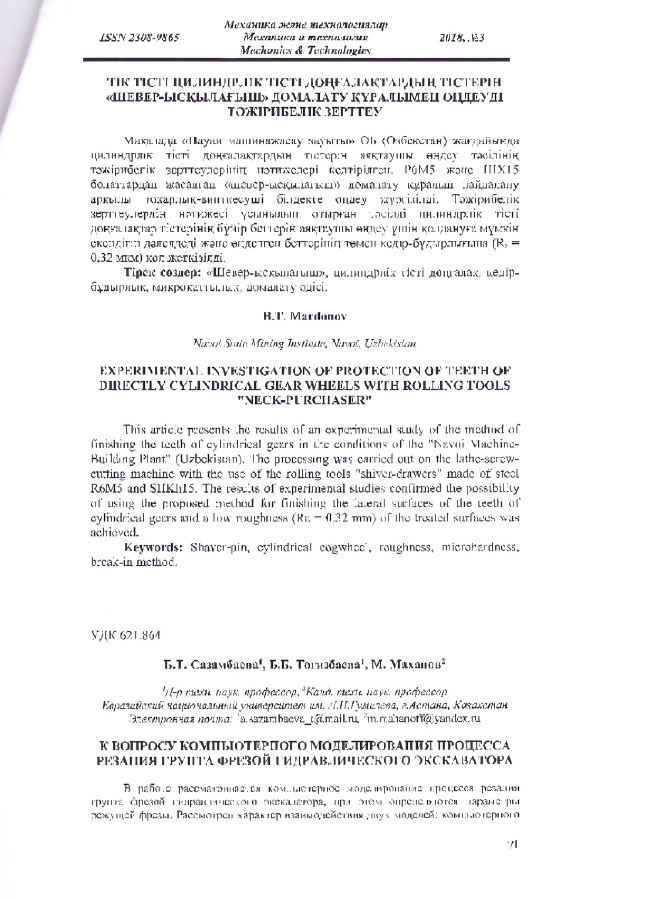 Механика және технологиялар
ISSN 2308-9865 Механика и технологии 2018, №3
Mechanics & Technologies
ТІК ТІСТІ ЦИЛИНДРЛІК ТІСТІ ДОҢҒАЛАҚТАРДЫҢ ТІСТЕРІН
«ШЕВЕР-ЫСҚЫЛАҒЫШ» ДОМАЛАТУ ҚҰРАЛЫМЕН ӨҢДЕУДІ
ТӘЖІРИБЕЛІК ЗЕРТТЕУ
Мақалада «Науаи машинажасау зауыты» ӨБ (Өзбекстан) жағдайында
цилиндрлік тісті доңғалақтардың тістерін аяқтаушы өңдеу тәсілінің
тәжірибелік зерттеулерінің нәтижелері келтірілген. Р6М5 және ШХ15
болаттардан жасалған «шевер-ысқылағыш» домалату құралын пайдалану
арқылы токарлық-винткесуші білдекте өңдеу жүргізілді. Тәжірибелік
зерттеулердің нәтижесі ұсынылып отырған тәсілді цилиндрлік тісті
доңғалақтар тістерінің бүйір беттерін аяқтаушы өңдеу үшін қолдануға мүмкін
екендігін дәлелдеді және өңделген беттерінің төмен кедір-бұдырлығына (Rₐ =
0,32 мкм) қол жеткізілді.
Тірек сөздер: «Шевер-ысқылағыш», цилиндрлік тісті доңғалақ, кедір-
бұдырлық, микроқаттылық, домалату әдісі.
B.T. Mardonov
Navoi State Mining Institute, Navoi, Uzbekistan
EXPERIMENTAL INVESTIGATION OF PROTECTION OF TEETH OF
DIRECTLY CYLINDRICAL GEAR WHEELS WITH ROLLING TOOLS
"NECK-PURCHASER"
This article presents the results of an experimental study of the method of
finishing the teeth of cylindrical gears in the conditions of the "Navoi Machine-
Building Plant" (Uzbekistan). The processing was carried out on the lathe-screw-
cutting machine with the use of the rolling tools "shiver-drawers" made of steel
R6M5 and SHKh15. The results of experimental studies confirmed the possibility
of using the proposed method for finishing the lateral surfaces of the teeth of
cylindrical gears and a low roughness (Ra = 0.32 mm) of the treated surfaces was
achieved.
Keywords: Shaver-pin, cylindrical cogwheel, roughness, microhardness,
break-in method.
УДК 621.864
Б.Т. Сазамбаева¹, Б.Б. Тогизбаева¹, М. Маханов²
¹Д-р техн. наук, профессор, ²Канд. техн. наук, профессор
Евразийский национальный университет им. Л.Н.Гумилева, г.Астана, Казахстан
Электронная почта: ¹a.sazambaeva_t@mail.ru, ²m.mahanoff@yandex.ru
К ВОПРОСУ КОМПЬЮТЕРНОГО МОДЕЛИРОВАНИЯ ПРОЦЕССА
РЕЗАНИЯ ГРУНТА ФРЕЗОЙ ГИДРАВЛИЧЕСКОГО ЭКСКАВАТОРА
В работе рассматривается компьютерное моделирование процесса резания
грунта фрезой гидравлического экскаватора, при этом определяются параметры
режущей фрезы. Рассмотрен характер взаимодействия двух моделей: компьютерного
71